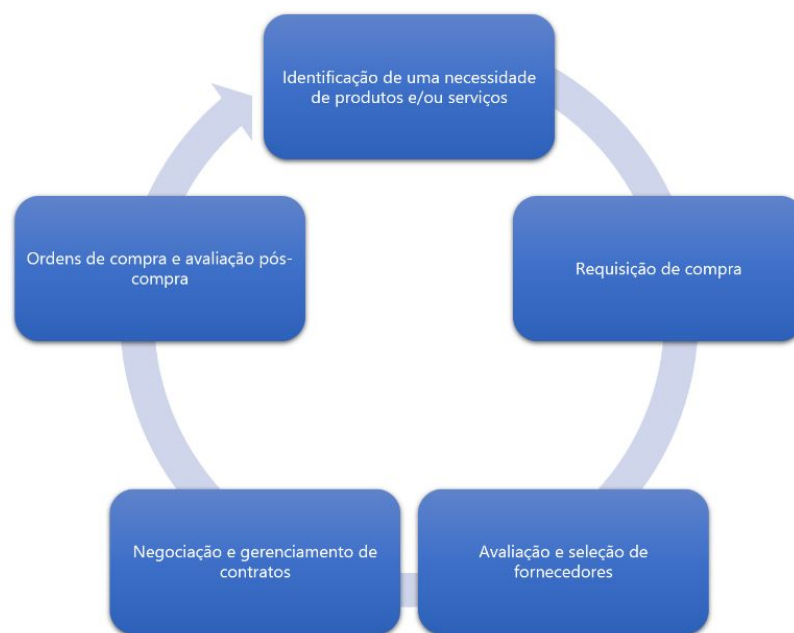 Identificação de uma necessidade
de produtos e/ou serviços
Requisição de compra
Avaliação e seleção de
fornecedores
Negociação e gerenciamento de
contratos
Ordens de compra e avaliação pós-
compra